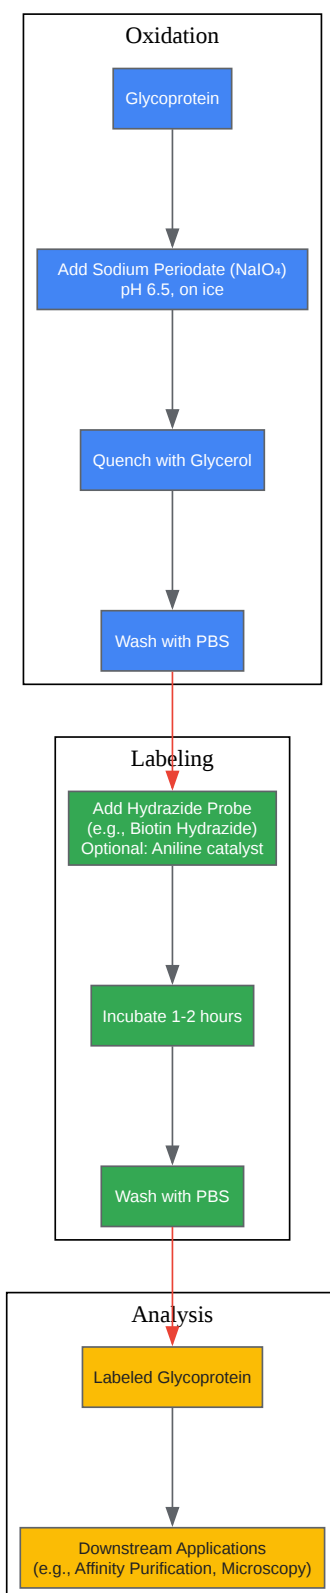 Oxidation
Glycoprotein
Add Sodium Periodate (NaIO₄)
pH 6.5, on ice
Quench with Glycerol
Wash with PBS
Labeling
Add Hydrazide Probe
(e.g., Biotin Hydrazide)
Optional: Aniline catalyst
Incubate 1-2 hours
Wash with PBS
Analysis
Labeled Glycoprotein
Downstream Applications
(e.g., Affinity Purification, Microscopy)